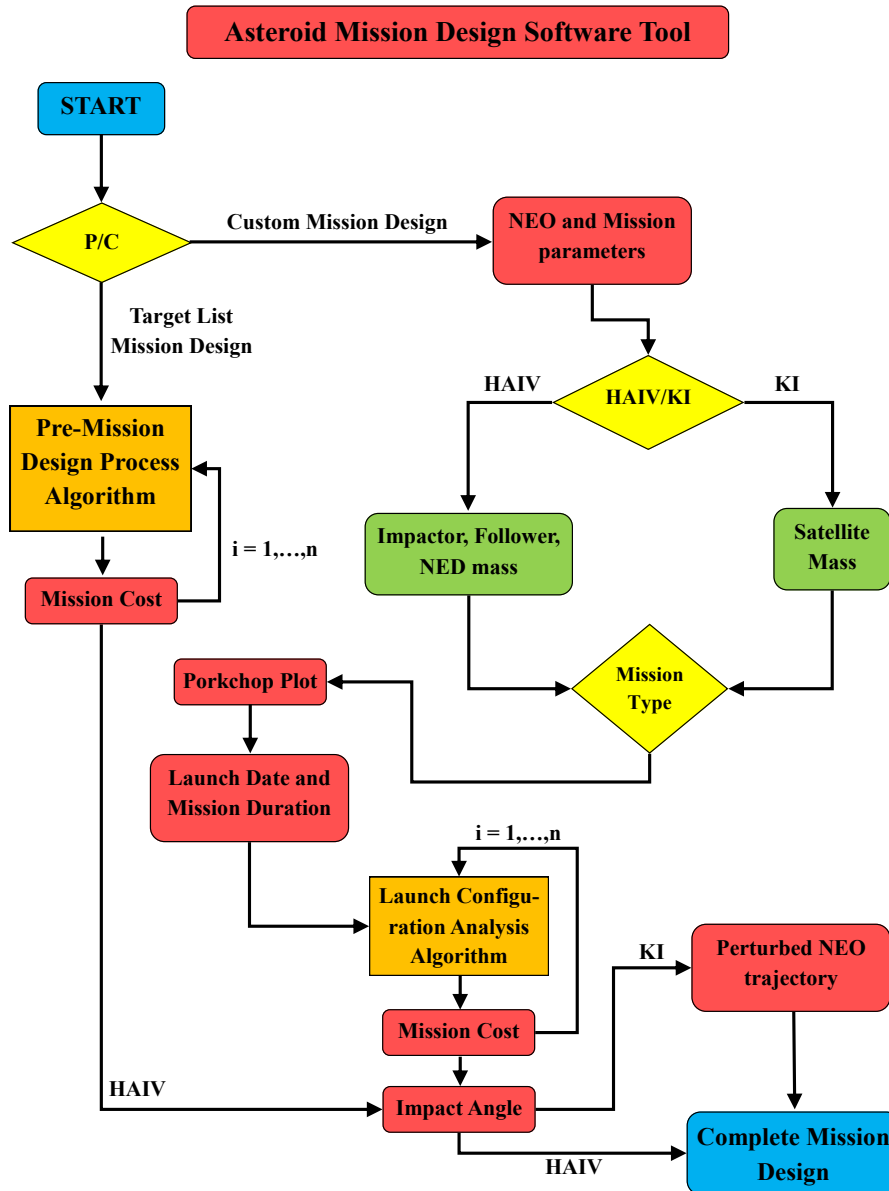 Asteroid Mission Design Software Tool
START
P/C
Custom Mission Design
NEO and Mission
parameters
Target List
Mission Design
HAIV
HAIV/KI
KI
Pre-Mission
Design Process
Algorithm
i = 1,…,n
Impactor, Follower,
NED mass
Satellite
Mass
Mission Cost
Porkchop Plot
Mission
Type
Launch Date and
Mission Duration
i = 1,…,n
Launch Configu-
ration Analysis
Algorithm
KI
Perturbed NEO
trajectory
Mission Cost
HAIV
Impact Angle
HAIV
Complete Mission
Design